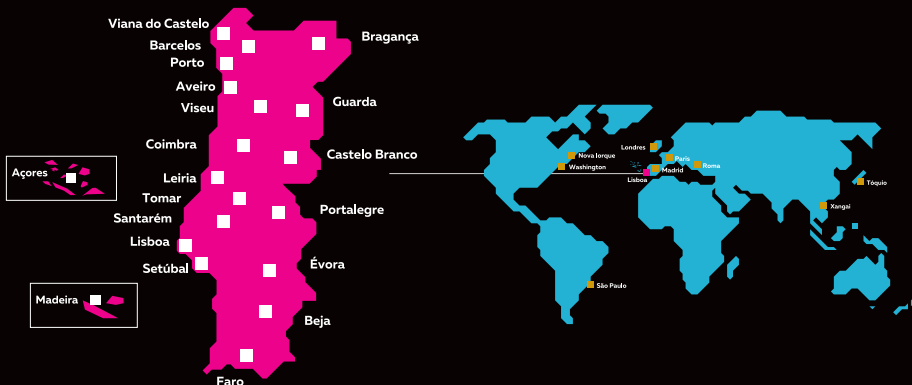 Viana do Castelo
Barcelos
Bragança
Porto
Aveiro
Viseu
Guarda
Coimbra
Castelo Branco
Açores
Leiria
Tomar
Portalegre
Santarém
Lisboa
Setúbal
Évora
Madeira
Beja
Faro
Londres
Nova Iorque
Paris
Washington
Roma
Madrid
Lisboa
Tóquio
Xangai
São Paulo